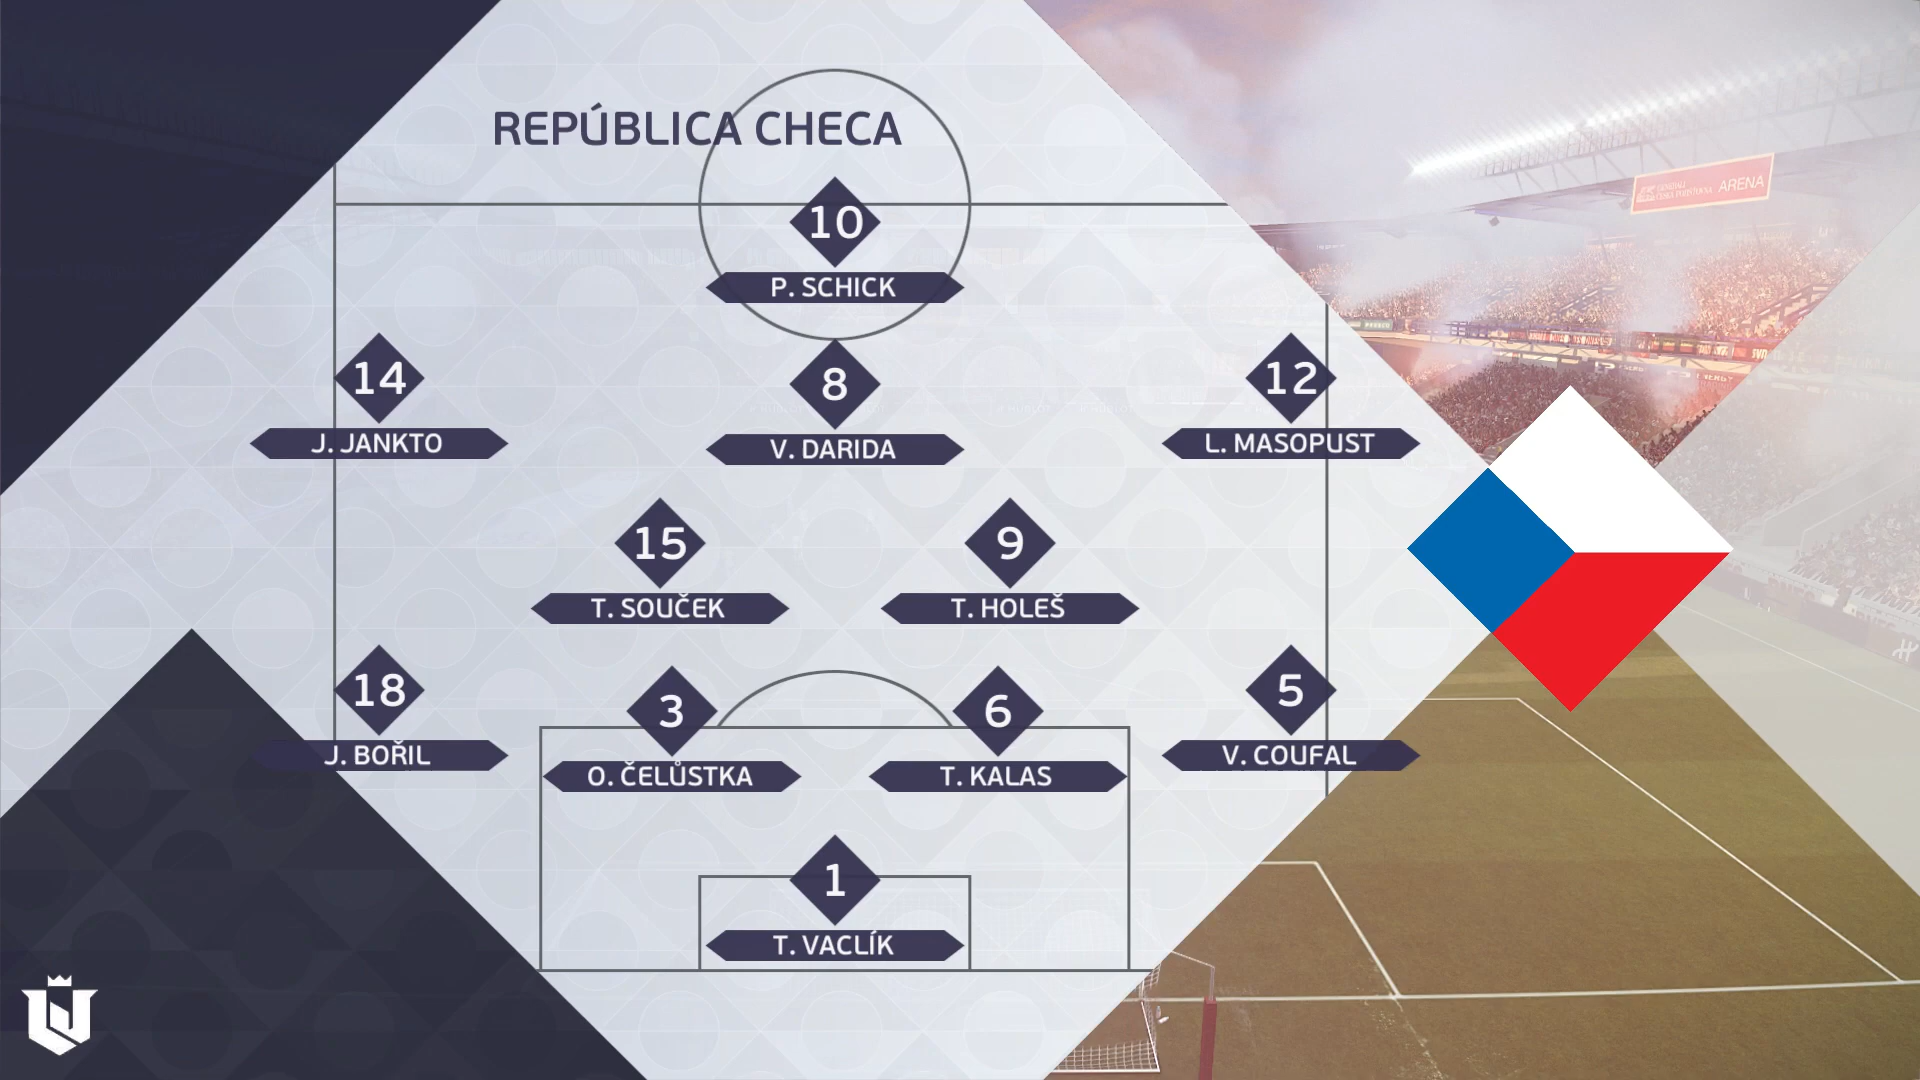 REPÚBLICA CHECA
ARENA
10
P. SCHICK
14
8
12
J. JANKTO
V. DARIDA
L. MASOPUST
15
9
T. SOUČEK
T. HOLEŠ
18
3
6
5
J. BOŘIL
O. ČELŮSTKA
T. KALAS
V. COUFAL
1
T. VACLÍK